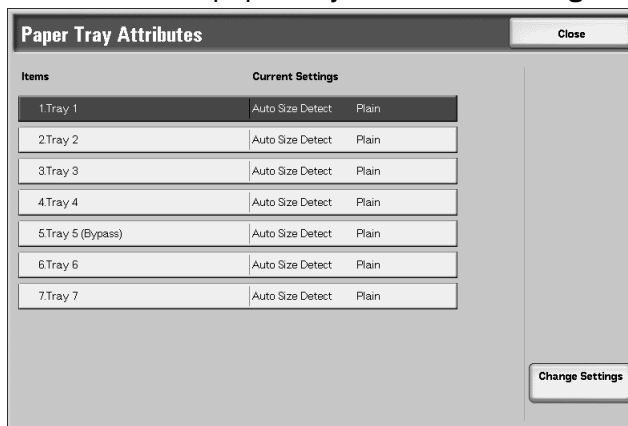 Paper Tray Attributes
Close
Items Current Settings
1.Tray 1 Auto Size Detect Plain
2.Tray 2 Auto Size Detect Plain
3.Tray 3 Auto Size Detect Plain
4.Tray 4 Auto Size Detect Plain
5.Tray 5 (Bypass) Auto Size Detect Plain
6.Tray 6 Auto Size Detect Plain
7.Tray 7 Auto Size Detect Plain
Change Settings